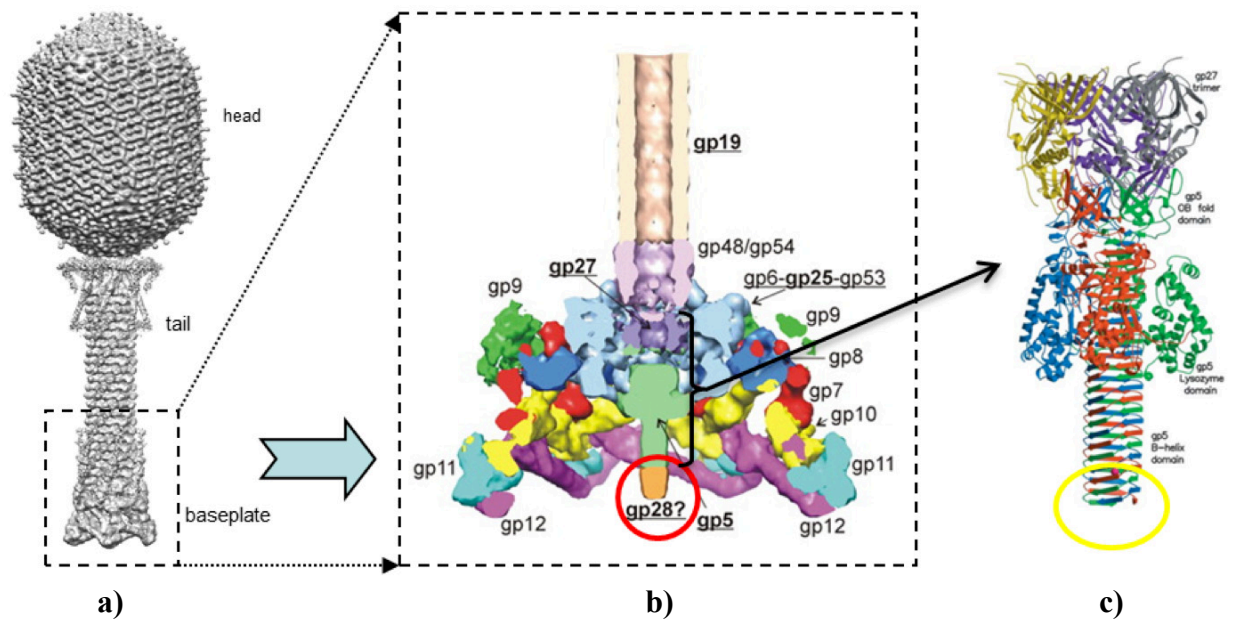 head
tail
baseplate
gp19
gp48/gp54
gp27
gp6-gp25-gp53
gp9
gp9
gp8
gp7
gp10
gp11
gp11
gp12
gp28?
gp5
gp12
gp27
trimer
gp5
OB fold
domain
gp5
Lysozyme
domain
gp5
B-helix
domain
a)
b)
c)